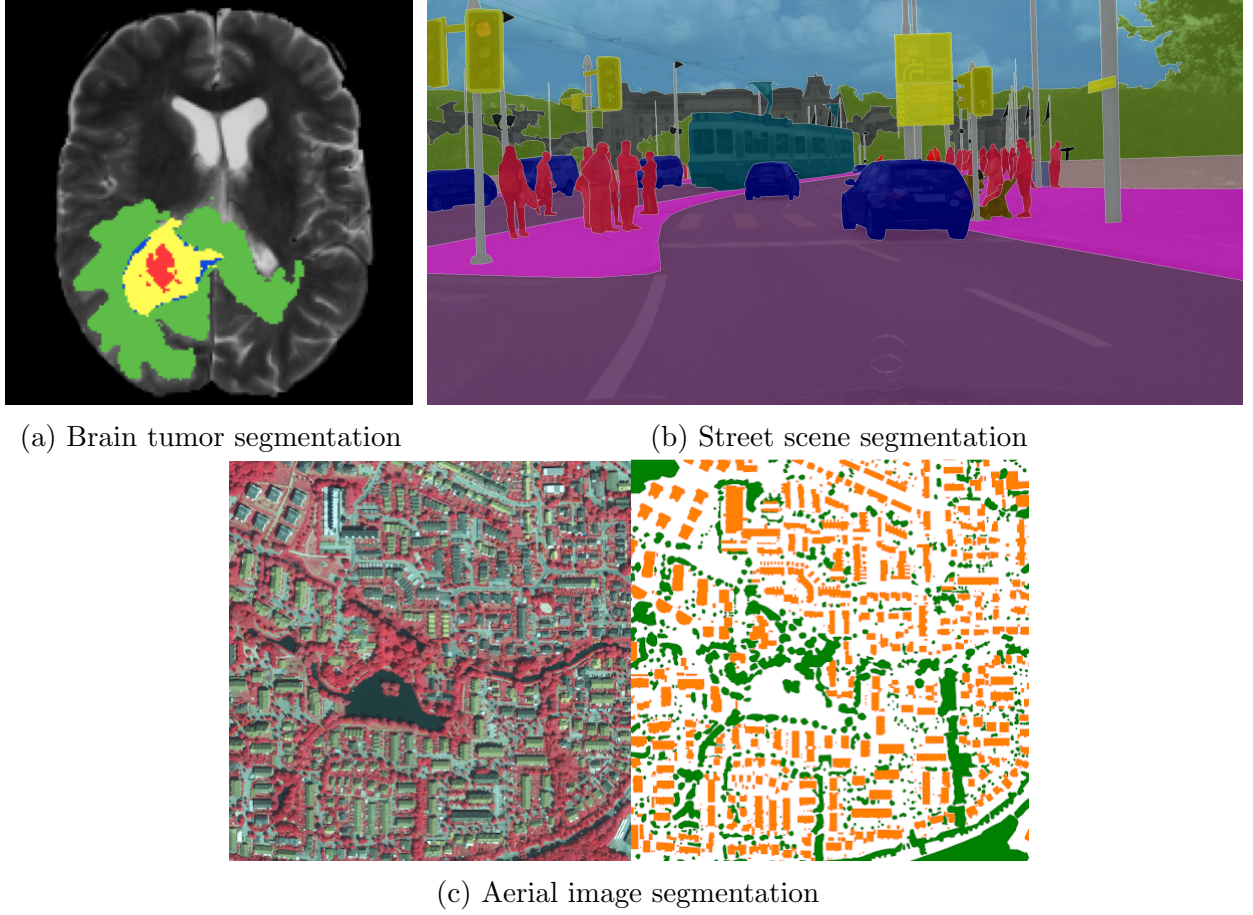 (a) Brain tumor segmentation
(b) Street scene segmentation
(c) Aerial image segmentation